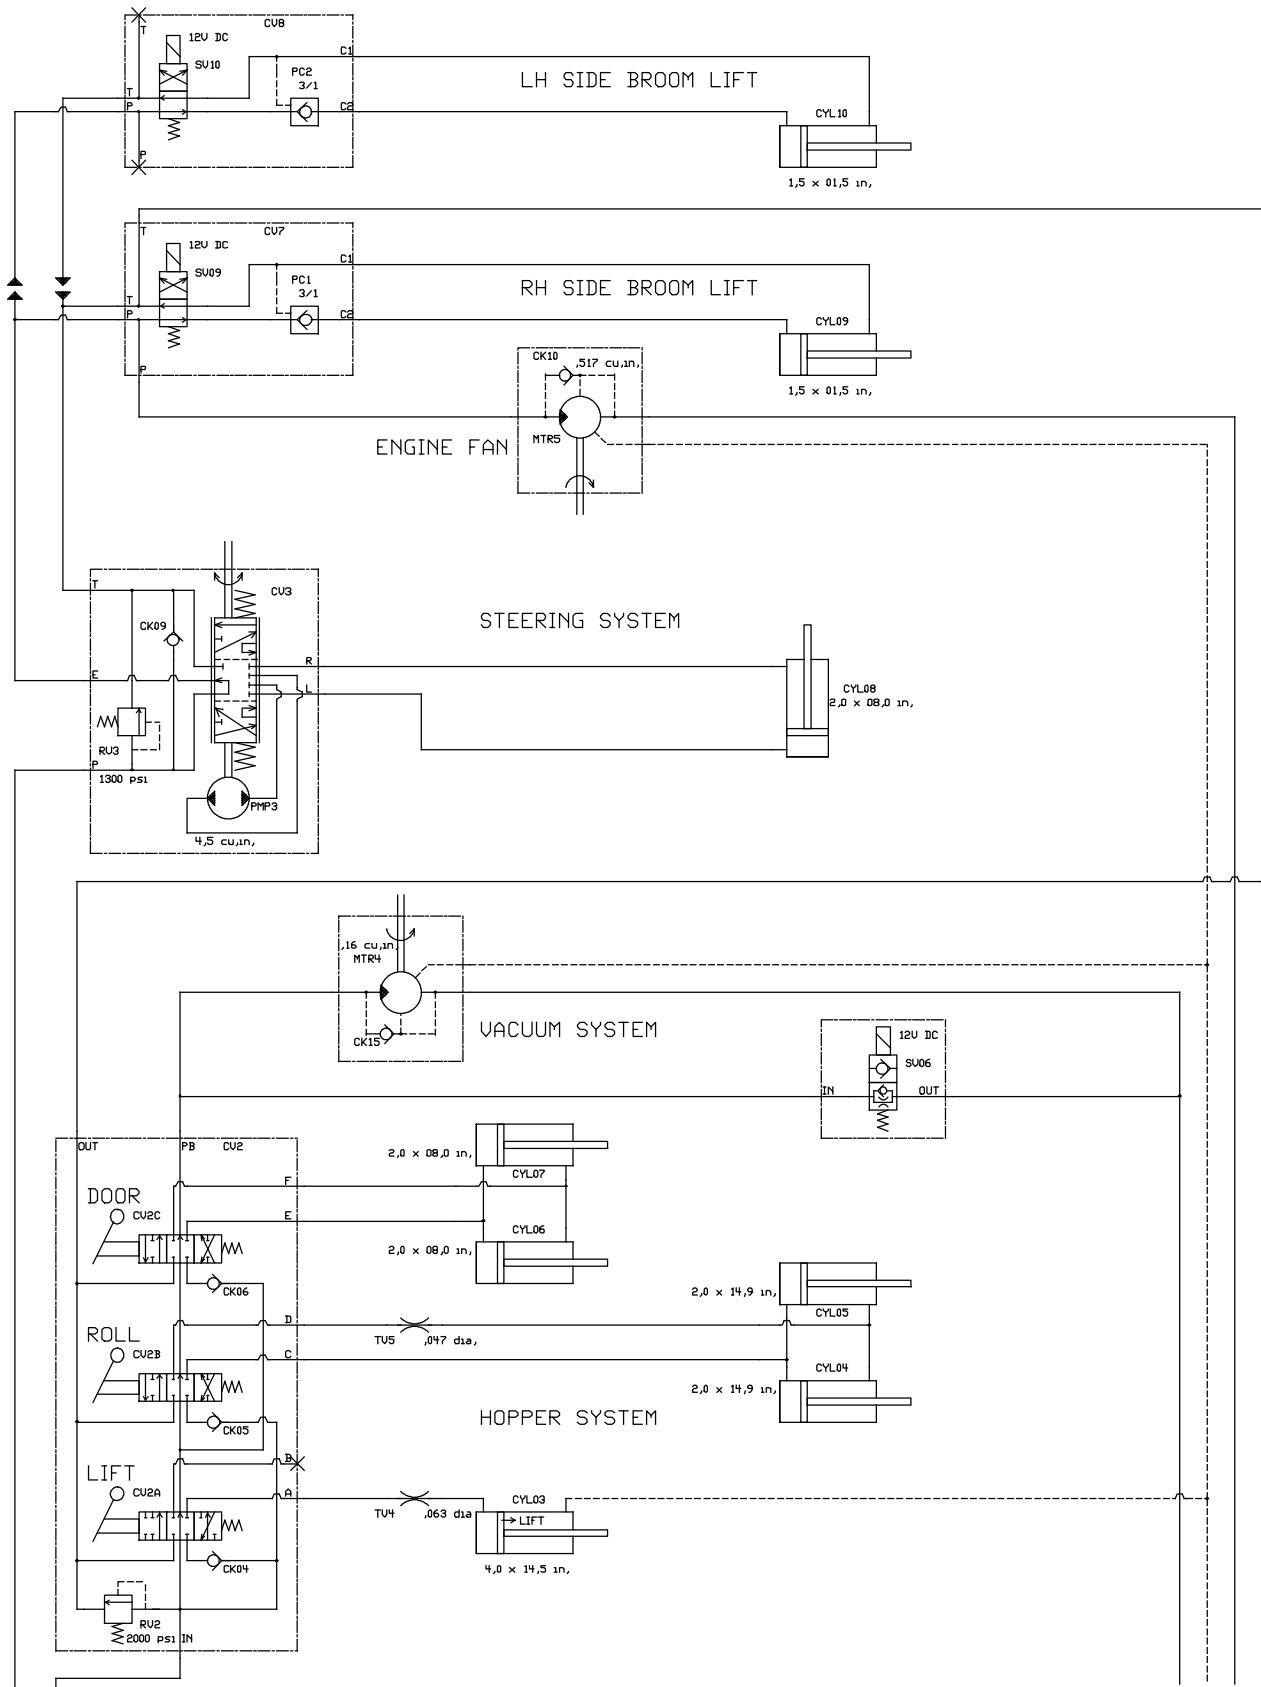 T
CV8
12V DC
SV10
C1
PC2
3/1
LH SIDE BROOM LIFT
T
P
C2
CYL10
P
1,5 x 01,5 in,
T
CV7
12V DC
SV09
C1
PC1
3/1
RH SIDE BROOM LIFT
T
P
C2
CYL09
P
CK10
,517 cu,in,
1,5 x 01,5 in,
MTR5
ENGINE FAN
T
CV3
CK09
STEERING SYSTEM
R
E
L
CYL08
2,0 x 08,0 in,
RV3
P
1300 psi
PMP3
4,5 cu,in,
,16 cu,in,
MTR4
CK15
VACUUM SYSTEM
12V DC
SV06
IN
OUT
OUT
PB
CV2
2,0 x 08,0 in,
CYL07
F
DOOR
CV2C
E
CYL06
2,0 x 08,0 in,
CK06
2,0 x 14,9 in,
CYL05
D
ROLL
TV5
,047 dia,
CV2B
C
CYL04
2,0 x 14,9 in,
CK05
HOPPER SYSTEM
B
LIFT
CV2A
A
CYL03
TV4
,063 dia
LIFT
CK04
4,0 x 14,5 in,
RV2
2000 psi IN